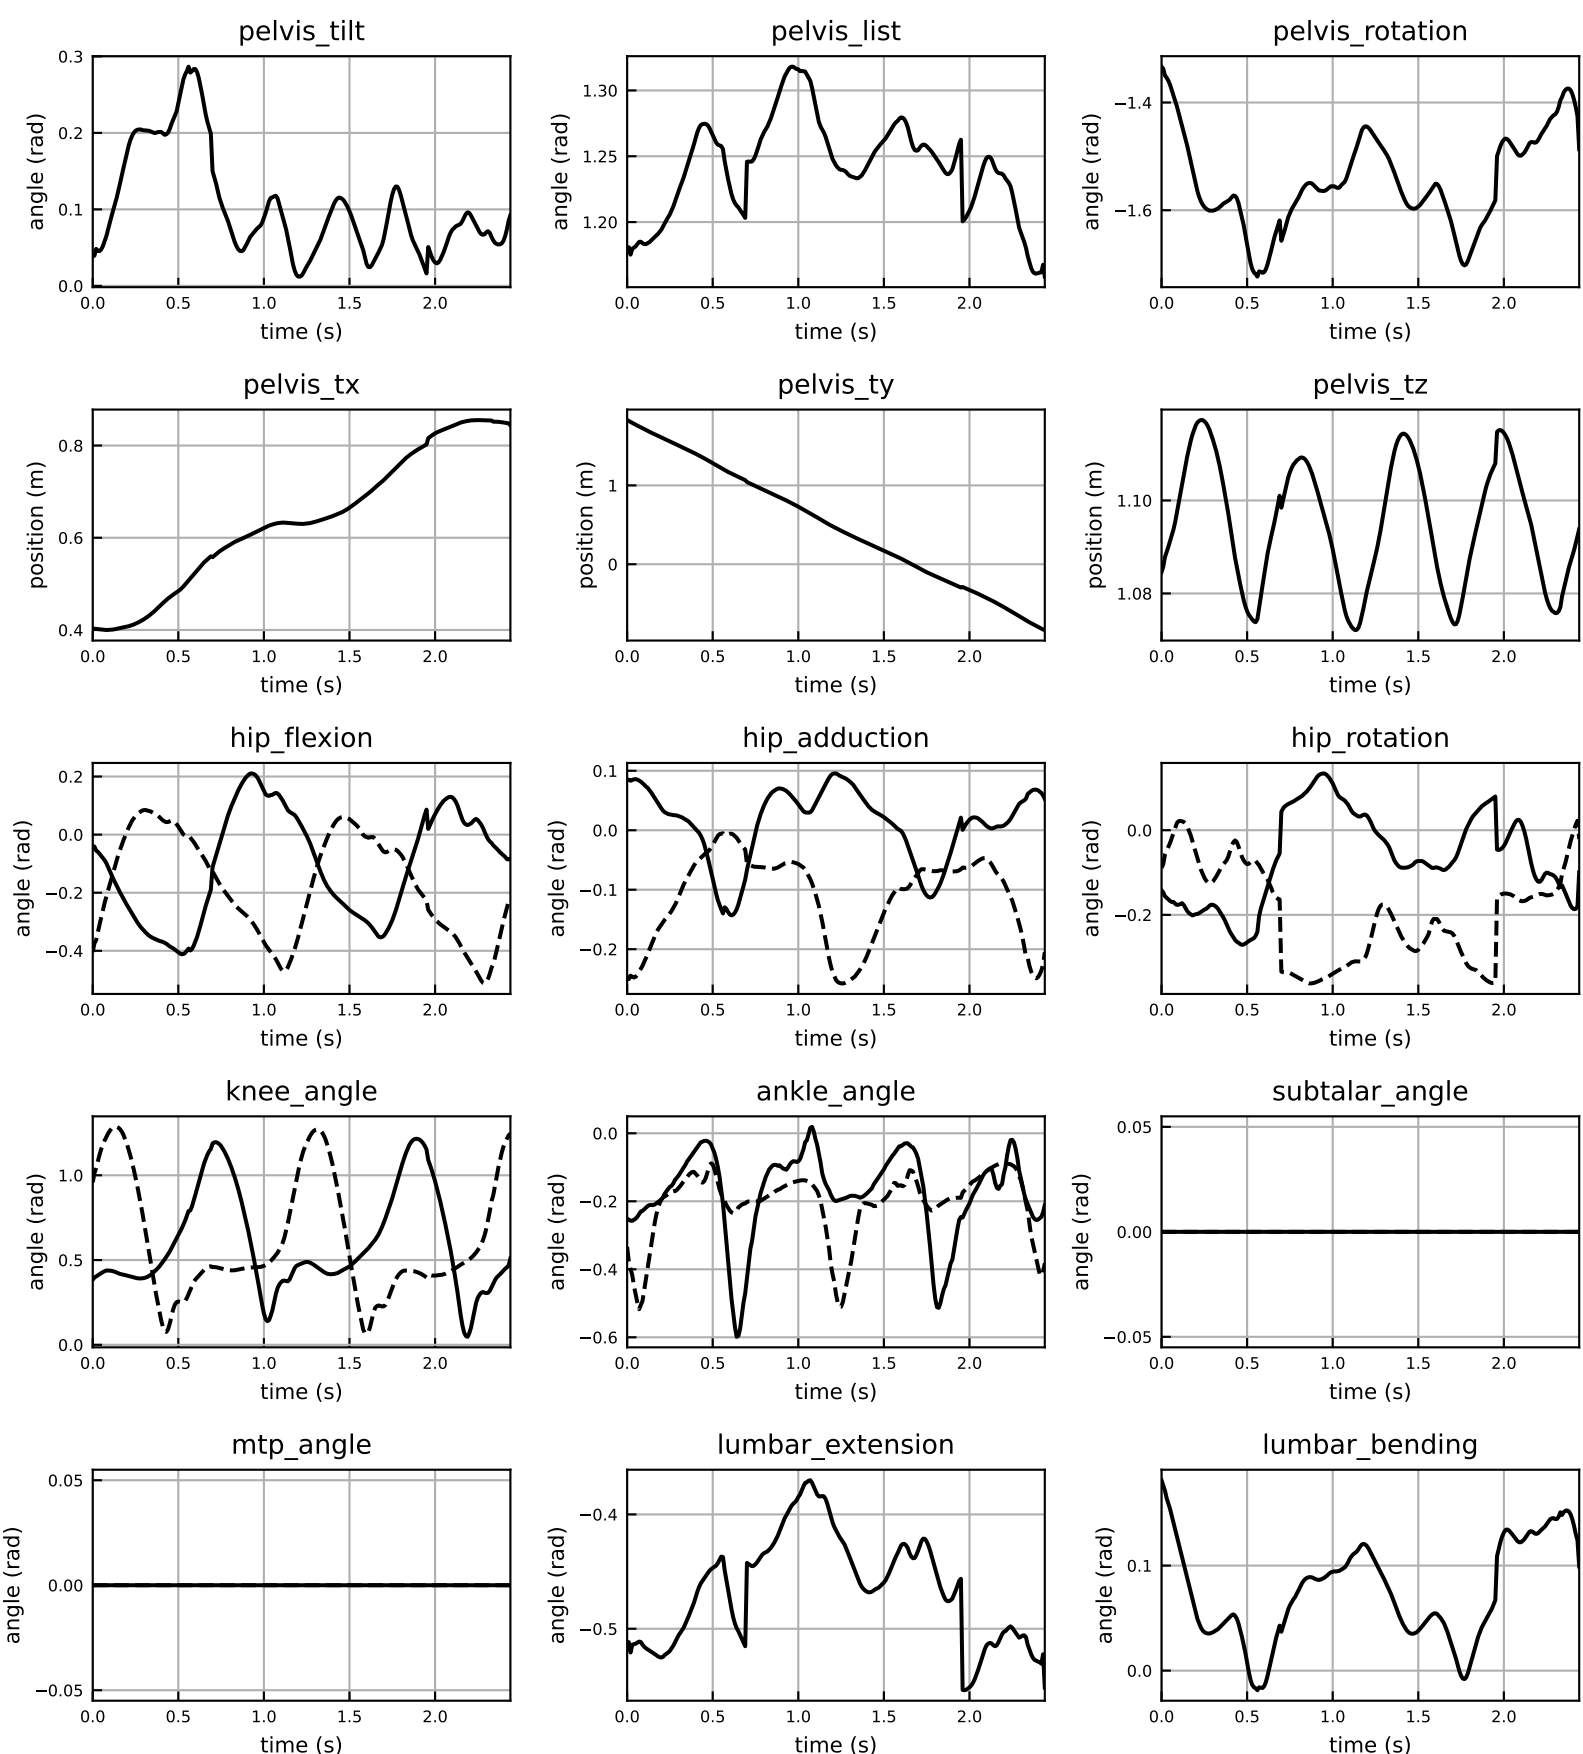 pelvis_tilt
angle (rad)
0.3
0.2
0.1
0.0
0.0 0.5 1.0 1.5 2.0
time (s)
pelvis_list
angle (rad)
1.30
1.25
1.20
0.0 0.5 1.0 1.5 2.0
time (s)
pelvis_rotation
angle (rad)
−1.4
−1.6
0.0 0.5 1.0 1.5 2.0
time (s)
pelvis_tx
position (m)
0.8
0.6
0.4
0.0 0.5 1.0 1.5 2.0
time (s)
pelvis_ty
position (m)
1
0
0.0 0.5 1.0 1.5 2.0
time (s)
pelvis_tz
position (m)
1.10
1.08
0.0 0.5 1.0 1.5 2.0
time (s)
hip_flexion
angle (rad)
0.2
0.0
−0.2
−0.4
0.0 0.5 1.0 1.5 2.0
time (s)
hip_adduction
angle (rad)
0.1
0.0
−0.1
−0.2
0.0 0.5 1.0 1.5 2.0
time (s)
hip_rotation
angle (rad)
0.0
−0.2
0.0 0.5 1.0 1.5 2.0
time (s)
knee_angle
angle (rad)
1.0
0.5
0.0
0.0 0.5 1.0 1.5 2.0
time (s)
ankle_angle
angle (rad)
0.0
−0.2
−0.4
−0.6
0.0 0.5 1.0 1.5 2.0
time (s)
subtalar_angle
angle (rad)
0.05
0.00
−0.05
0.0 0.5 1.0 1.5 2.0
time (s)
mtp_angle
angle (rad)
0.05
0.00
−0.05
0.0 0.5 1.0 1.5 2.0
time (s)
lumbar_extension
angle (rad)
−0.4
−0.5
0.0 0.5 1.0 1.5 2.0
time (s)
lumbar_bending
angle (rad)
0.1
0.0
0.0 0.5 1.0 1.5 2.0
time (s)